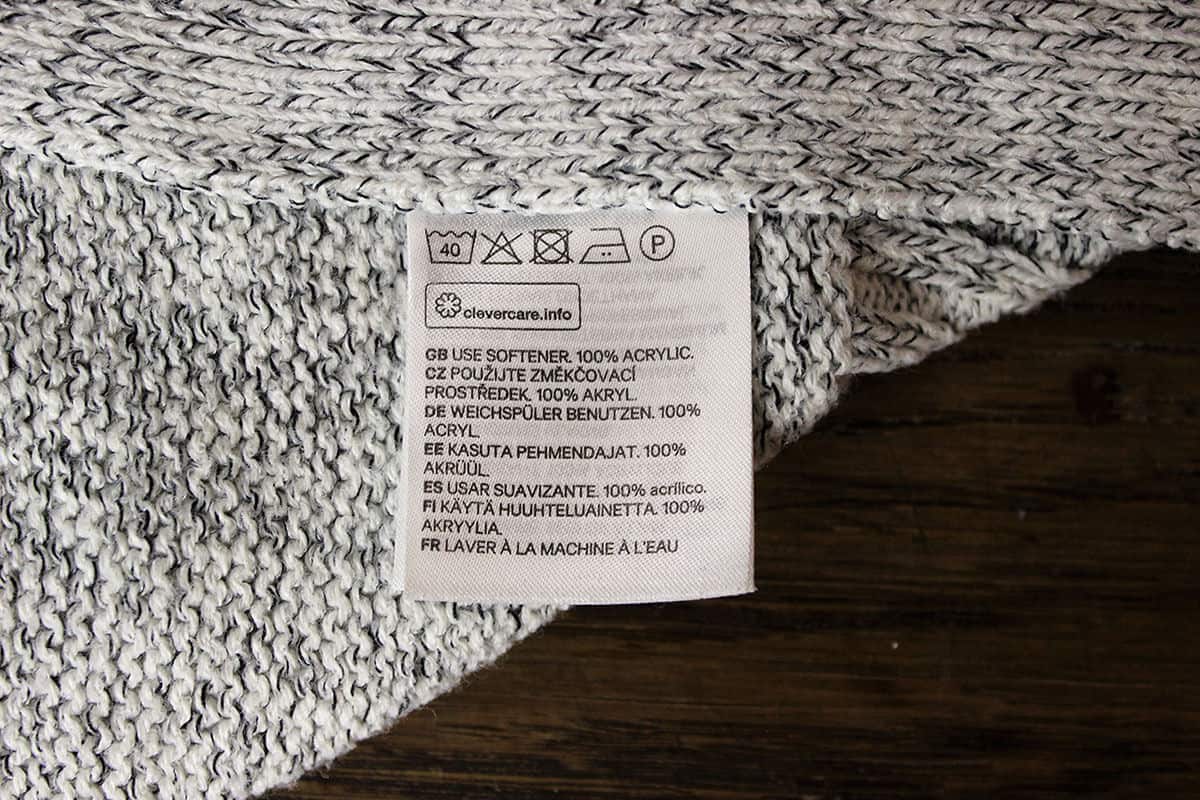 40 P
clevercare.info
GB USE SOFTENER. 100% ACRYLIC.
CZ POUŽIJTE ZMĚKČOVACÍ
PROSTŘEDEK. 100% AKRYL.
DE WEICHSPÜLER BENUTZEN. 100%
ACRYL.
EE KASUTA PEHMENDAJAT. 100%
AKRÜÜL.
ES USAR SUAVIZANTE. 100% acrílico.
FI KÄYTÄ HUUHTELUAINETTA. 100%
AKRYYLIA.
FR LAVER À LA MACHINE À L'EAU